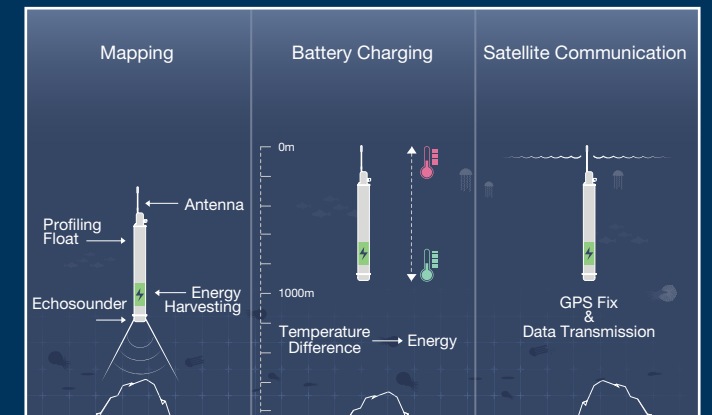 Mapping
Antenna
Profiling
Float
Energy
Harvesting
Echosounder
Battery Charging
0m
1000m
Temperature
Difference
Energy
Satellite Communication
GPS Fix
&
Data Transmission